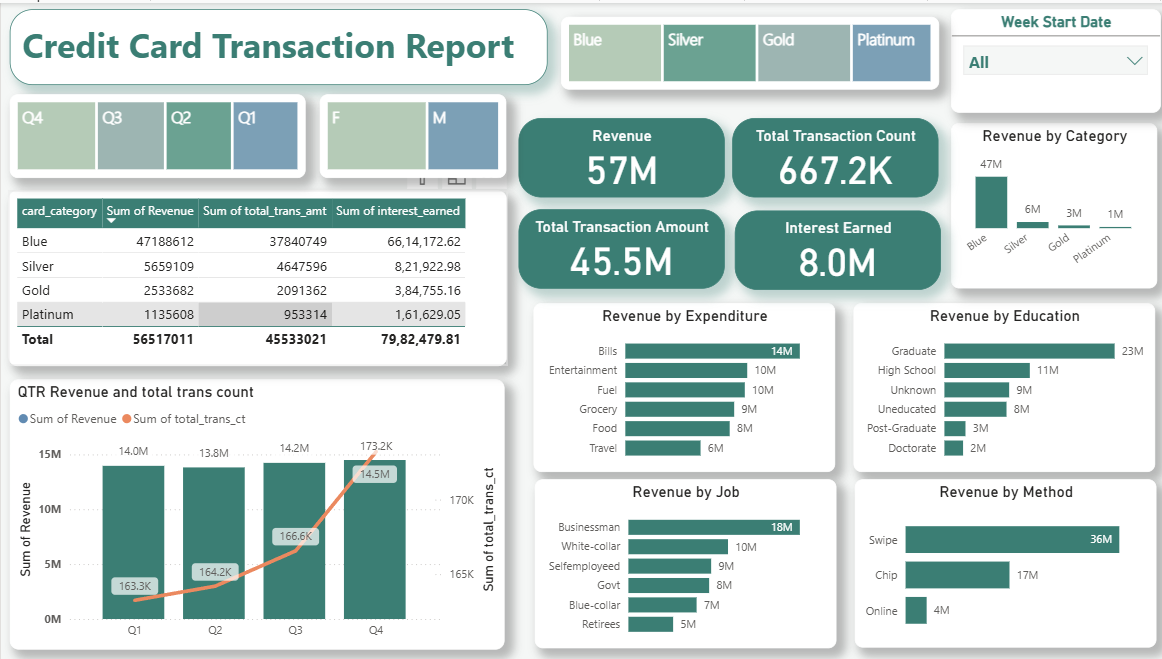 Credit Card Transaction Report
Blue Silver Gold Platinum
Week Start Date
All
Q4 Q3 Q2 Q1
F M
Revenue
57M
Total Transaction Count
667.2K
Total Transaction Amount
45.5M
Interest Earned
8.0M
Revenue by Category
47M
6M
3M
1M
Blue
Silver
Gold
Platinum
card_category Sum of Revenue Sum of total_trans_amt Sum of interest_earned
Blue 47188612 37840749 66,14,172.62
Silver 5659109 4647596 8,21,922.98
Gold 2533682 2091362 3,84,755.16
Platinum 1135608 953314 1,61,629.05
Total 56517011 45533021 79,82,479.81
QTR Revenue and total trans count
Sum of Revenue Sum of total_trans_ct
Sum of Revenue
15M
10M
5M
0M
14.0M
13.8M
14.2M
14.5M
163.3K
164.2K
166.6K
173.2K
170K
165K
Sum of total_trans_ct
Q1 Q2 Q3 Q4
Revenue by Expenditure
Bills 14M
Entertainment 10M
Fuel 10M
Grocery 9M
Food 8M
Travel 6M
Revenue by Education
Graduate 23M
High School 11M
Unknown 9M
Uneducated 8M
Post-Graduate 3M
Doctorate 2M
Revenue by Job
Businessman 18M
White-collar 10M
Selfemployeed 9M
Govt 8M
Blue-collar 7M
Retirees 5M
Revenue by Method
Swipe 36M
Chip 17M
Online 4M